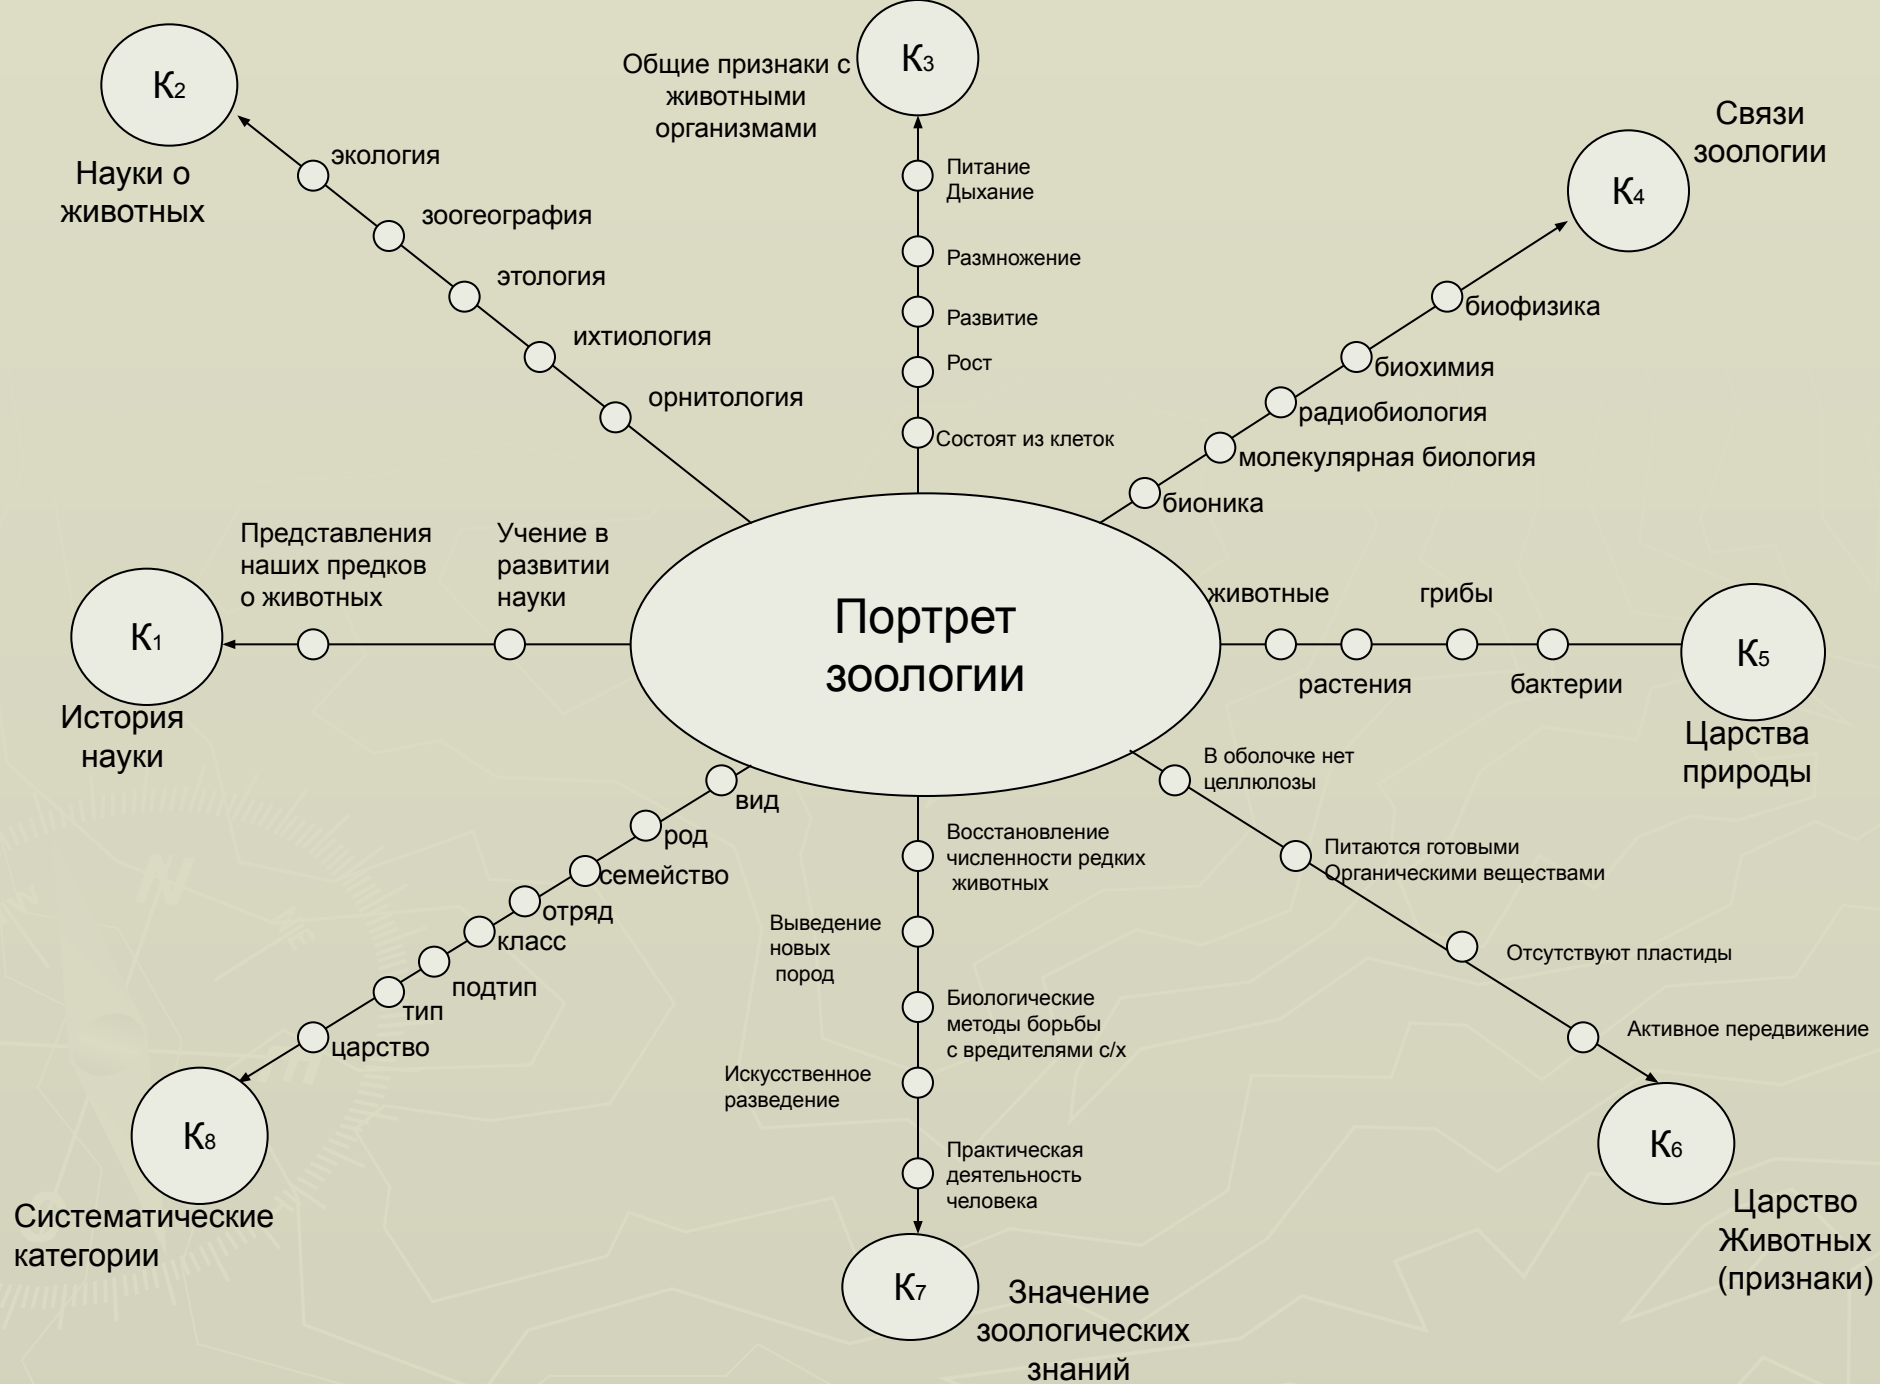 Портрет
зоологии
К1
История
науки
Представления
наших предков
о животных
Учение в
развитии
науки
К2
Науки о
животных
экология
зоогеография
этология
ихтиология
орнитология
К3
Общие признаки с
животными
организмами
Питание
Дыхание
Размножение
Развитие
Рост
Состоят из клеток
К4
Связи
зоологии
биофизика
биохимия
радиобиология
молекулярная биология
бионика
К5
Царства
природы
животные
растения
грибы
бактерии
К6
Царство
Животных
(признаки)
В оболочке нет
целлюлозы
Питаются готовыми
Органическими веществами
Отсутствуют пластиды
Активное передвижение
К7
Значение
зоологических
знаний
Восстановление
численности редких
животных
Выведение
новых
пород
Биологические
методы борьбы
с вредителями с/х
Искусственное
разведение
Практическая
деятельность
человека
К8
Систематические
категории
вид
род
семейство
отряд
класс
подтип
тип
царство